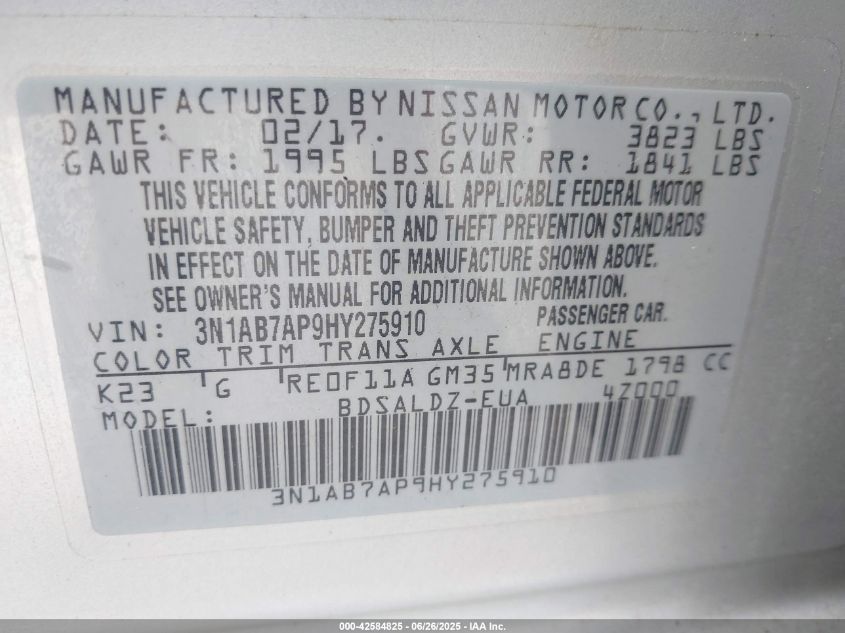 MANUFACTURED BY NISSAN MOTOR CO., LTD.
DATE: 02/17. GVWR: 3823 LBS
GAWR FR: 1995 LBS GAWR RR: 1841 LBS
THIS VEHICLE CONFORMS TO ALL APPLICABLE FEDERAL MOTOR
VEHICLE SAFETY, BUMPER AND THEFT PREVENTION STANDARDS
IN EFFECT ON THE DATE OF MANUFACTURE SHOWN ABOVE.
SEE OWNER'S MANUAL FOR ADDITIONAL INFORMATION.
VIN: 3N1AB7AP9HY275910 PASSENGER CAR.
COLOR TRIM TRANS AXLE ENGINE
K23 G RE0F11A GM35 MRA8DE 1798 CC
MODEL: BDSALDZ-EUA 4Z000
3N1AB7AP9HY275910
000-42584825 - 06/26/2025 - IAA Inc.